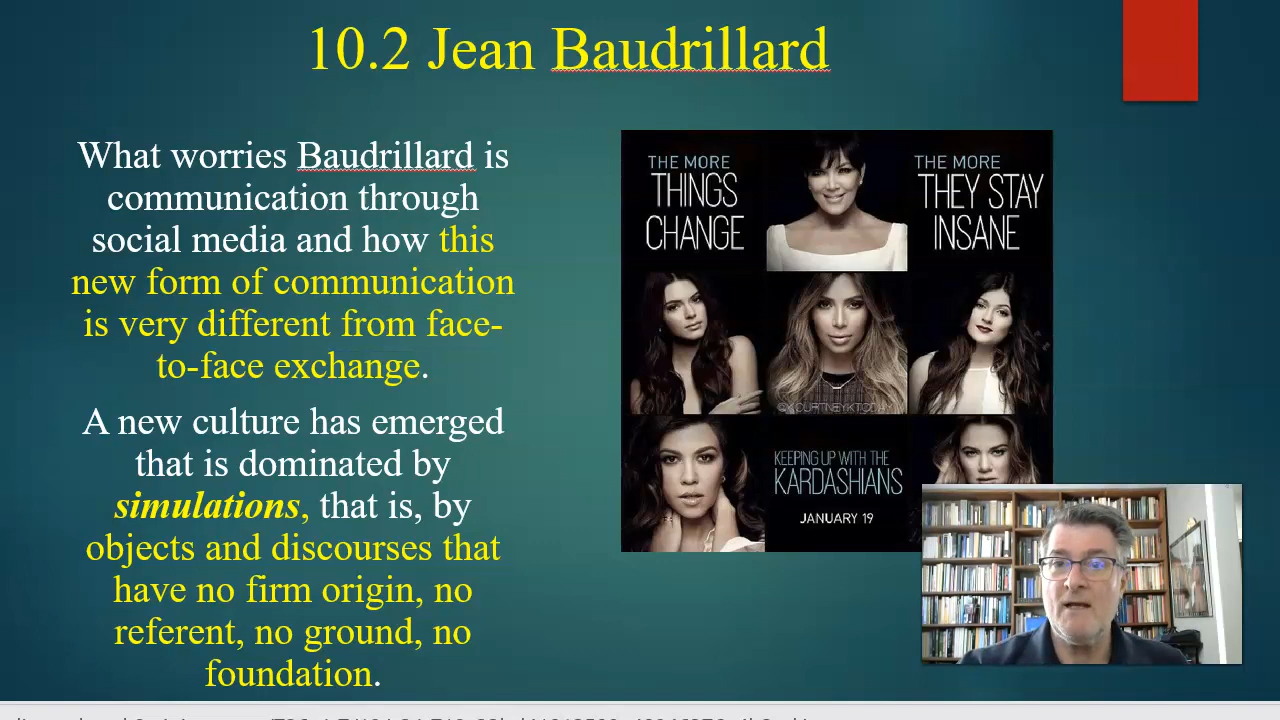 10.2 Jean Baudrillard
What worries Baudrillard is
communication through
social media and how this
new form of communication
is very different from face-
to-face exchange.
A new culture has emerged
that is dominated by
simulations, that is, by
objects and discourses that
have no firm origin, no
referent, no ground, no
foundation.
THE MORE
THINGS
CHANGE
THE MORE
THEY STAY
INSANE
@KOURTNEYKTODAY
KEEPING UP WITH THE
KARDASHIANS
JANUARY 19